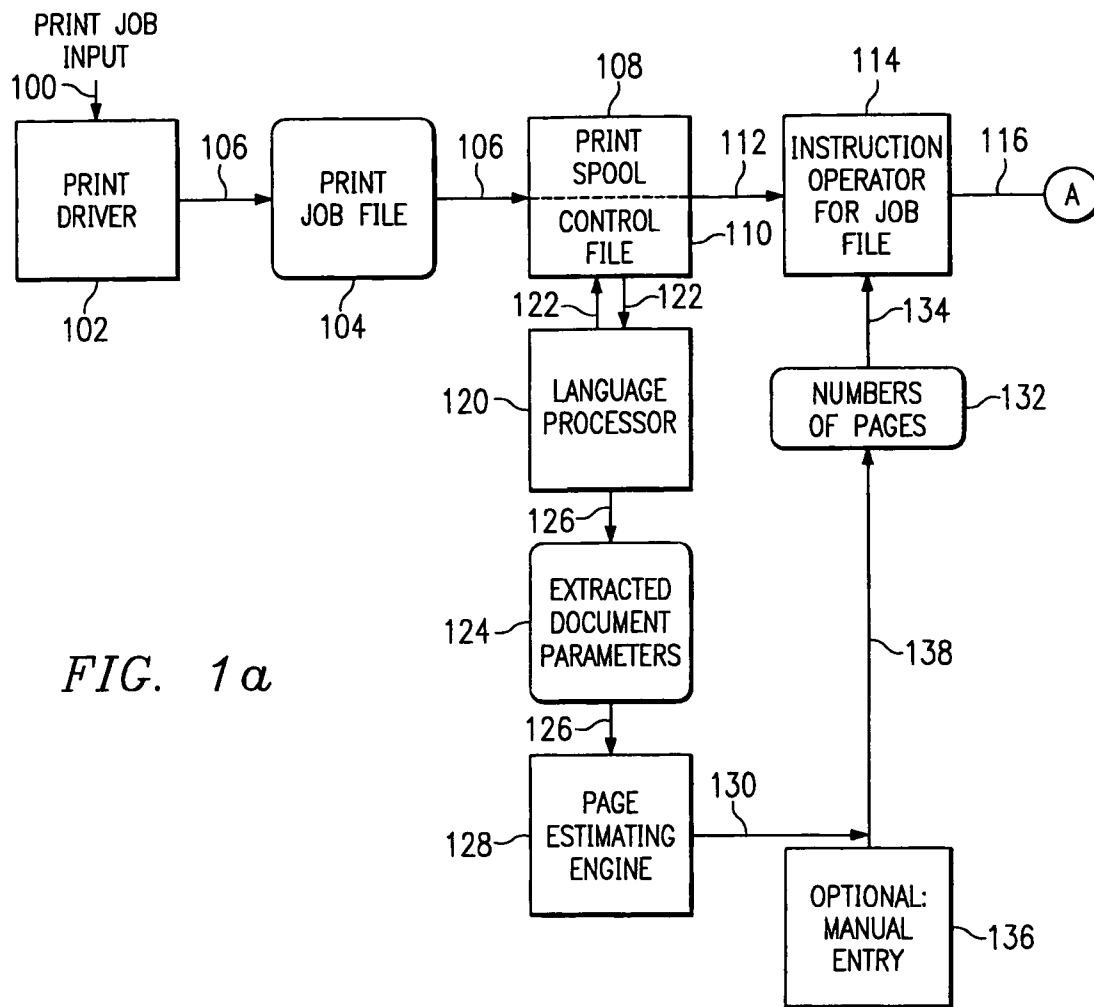 PRINT JOB
INPUT
100
PRINT
DRIVER
102
106
PRINT
JOB FILE
104
106
108
PRINT
SPOOL
CONTROL
FILE
110
112
114
INSTRUCTION
OPERATOR
FOR JOB
FILE
116
A
122
122
120
LANGUAGE
PROCESSOR
134
NUMBERS
OF PAGES
132
126
124
EXTRACTED
DOCUMENT
PARAMETERS
138
FIG. 1a
126
128
PAGE
ESTIMATING
ENGINE
130
OPTIONAL:
MANUAL
ENTRY
136